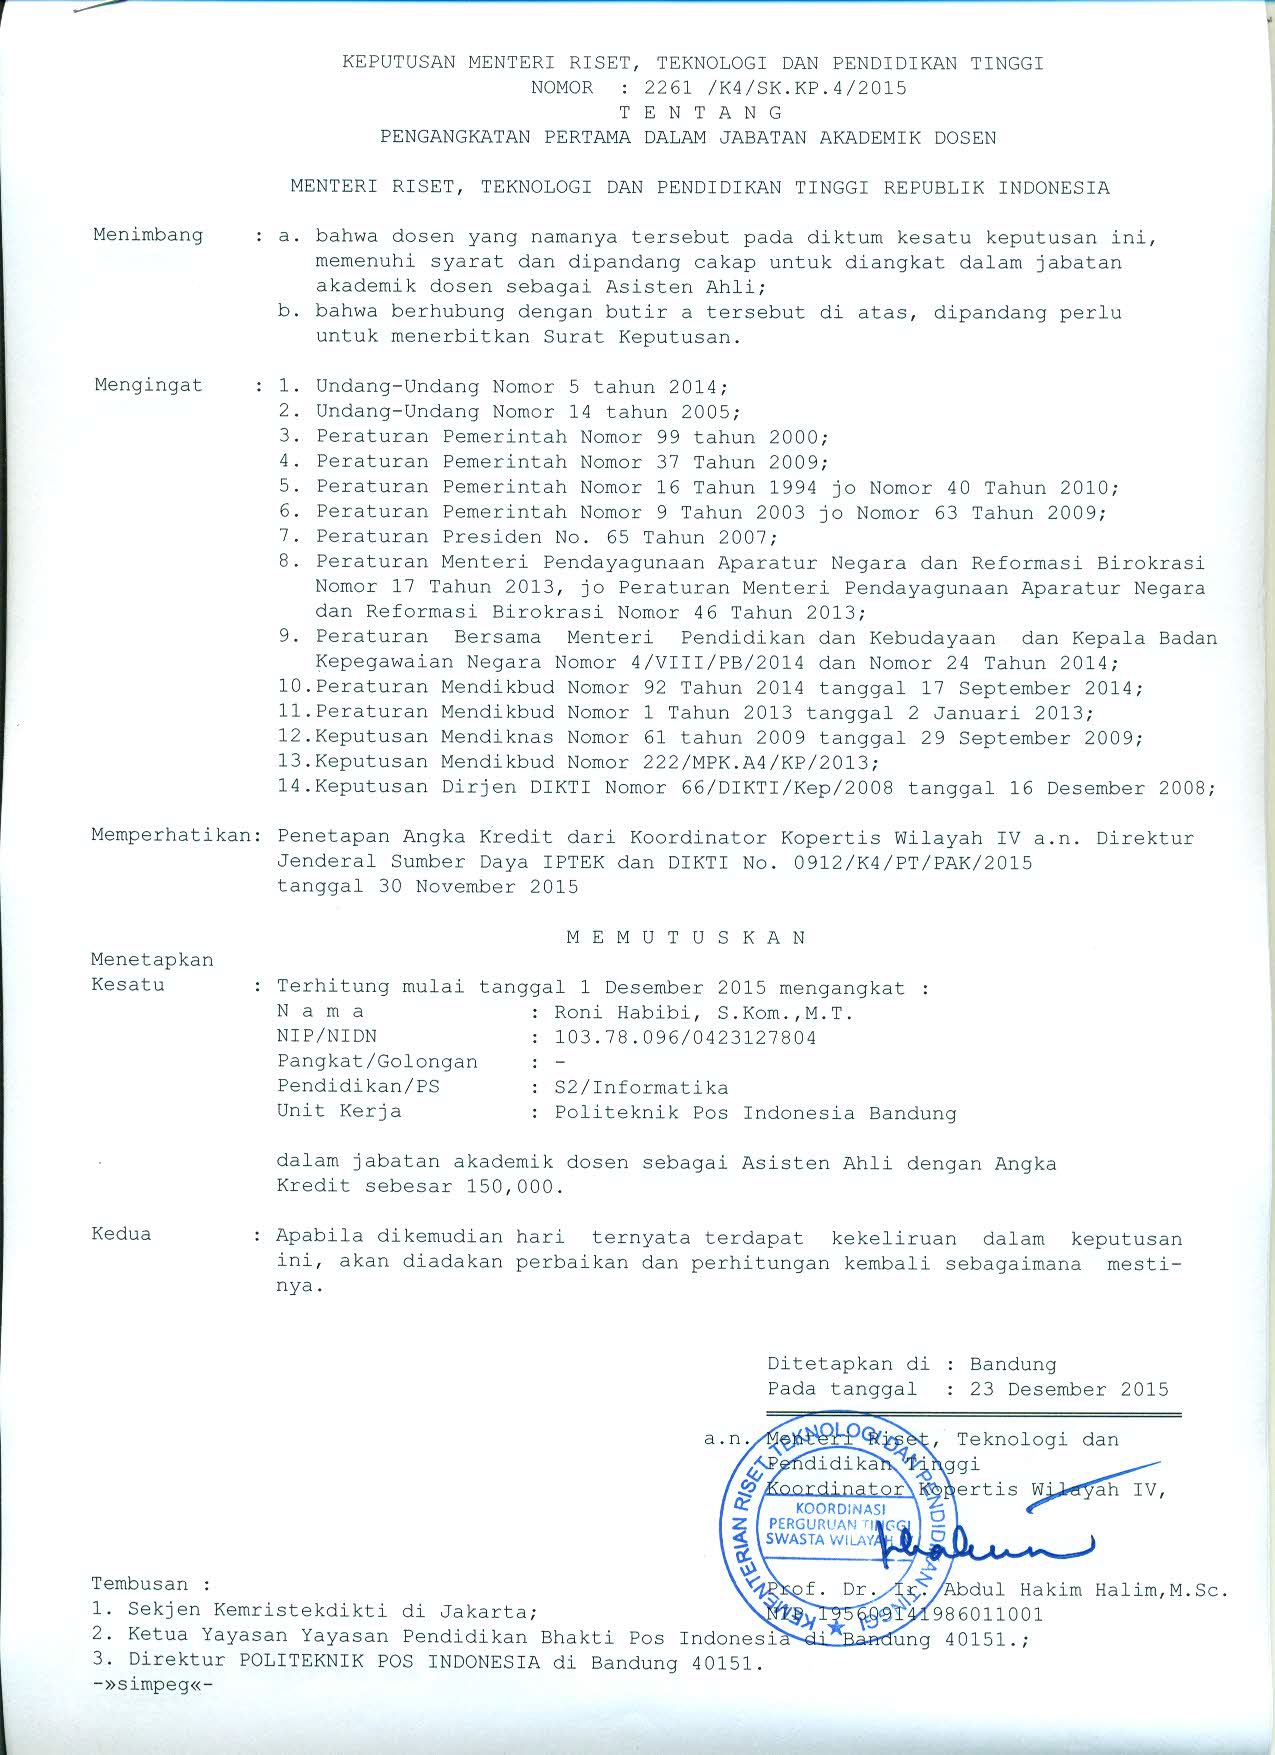 KEPUTUSAN MENTERI RISET, TEKNOLOGI DAN PENDIDIKAN TINGGI
NOMOR : 2261 /K4/SK.KP.4/2015
T E N T A N G
PENGANGKATAN PERTAMA DALAM JABATAN AKADEMIK DOSEN
MENTERI RISET, TEKNOLOGI DAN PENDIDIKAN TINGGI REPUBLIK INDONESIA
Menimbang : a. bahwa dosen yang namanya tersebut pada diktum kesatu keputusan ini,
memenuhi syarat dan dipandang cakap untuk diangkat dalam jabatan
akademik dosen sebagai Asisten Ahli;
b. bahwa berhubung dengan butir a tersebut di atas, dipandang perlu
untuk menerbitkan Surat Keputusan.
Mengingat : 1. Undang-Undang Nomor 5 tahun 2014;
2. Undang-Undang Nomor 14 tahun 2005;
3. Peraturan Pemerintah Nomor 99 tahun 2000;
4. Peraturan Pemerintah Nomor 37 Tahun 2009;
5. Peraturan Pemerintah Nomor 16 Tahun 1994 jo Nomor 40 Tahun 2010;
6. Peraturan Pemerintah Nomor 9 Tahun 2003 jo Nomor 63 Tahun 2009;
7. Peraturan Presiden No. 65 Tahun 2007;
8. Peraturan Menteri Pendayagunaan Aparatur Negara dan Reformasi Birokrasi
Nomor 17 Tahun 2013, jo Peraturan Menteri Pendayagunaan Aparatur Negara
dan Reformasi Birokrasi Nomor 46 Tahun 2013;
9. Peraturan Bersama Menteri Pendidikan dan Kebudayaan dan Kepala Badan
Kepegawaian Negara Nomor 4/VIII/PB/2014 dan Nomor 24 Tahun 2014;
10.Peraturan Mendikbud Nomor 92 Tahun 2014 tanggal 17 September 2014;
11.Peraturan Mendikbud Nomor 1 Tahun 2013 tanggal 2 Januari 2013;
12.Keputusan Mendiknas Nomor 61 tahun 2009 tanggal 29 September 2009;
13.Keputusan Mendikbud Nomor 222/MPK.A4/KP/2013;
14.Keputusan Dirjen DIKTI Nomor 66/DIKTI/Kep/2008 tanggal 16 Desember 2008;
Memperhatikan: Penetapan Angka Kredit dari Koordinator Kopertis Wilayah IV a.n. Direktur
Jenderal Sumber Daya IPTEK dan DIKTI No. 0912/K4/PT/PAK/2015
tanggal 30 November 2015
M E M U T U S K A N
Menetapkan
Kesatu : Terhitung mulai tanggal 1 Desember 2015 mengangkat :
N a m a : Roni Habibi, S.Kom.,M.T.
NIP/NIDN : 103.78.096/0423127804
Pangkat/Golongan : -
Pendidikan/PS : S2/Informatika
Unit Kerja : Politeknik Pos Indonesia Bandung
dalam jabatan akademik dosen sebagai Asisten Ahli dengan Angka
Kredit sebesar 150,000.
Kedua : Apabila dikemudian hari ternyata terdapat kekeliruan dalam keputusan
ini, akan diadakan perbaikan dan perhitungan kembali sebagaimana mesti-
nya.
Ditetapkan di : Bandung
Pada tanggal : 23 Desember 2015
a.n. Menteri Riset, Teknologi dan
Pendidikan Tinggi
Koordinator Kopertis Wilayah IV,
KEMENTERIAN RISET TEKNOLOGI DAN PENDIDIKAN TINGGI
KOORDINASI
PERGURUAN TINGGI
SWASTA WILAYAH
Prof. Dr. Ir. Abdul Hakim Halim,M.Sc.
NIP 195609141986011001
Tembusan :
1. Sekjen Kemristekdikti di Jakarta;
2. Ketua Yayasan Yayasan Pendidikan Bhakti Pos Indonesia di Bandung 40151.;
3. Direktur POLITEKNIK POS INDONESIA di Bandung 40151.
-»simpeg«-